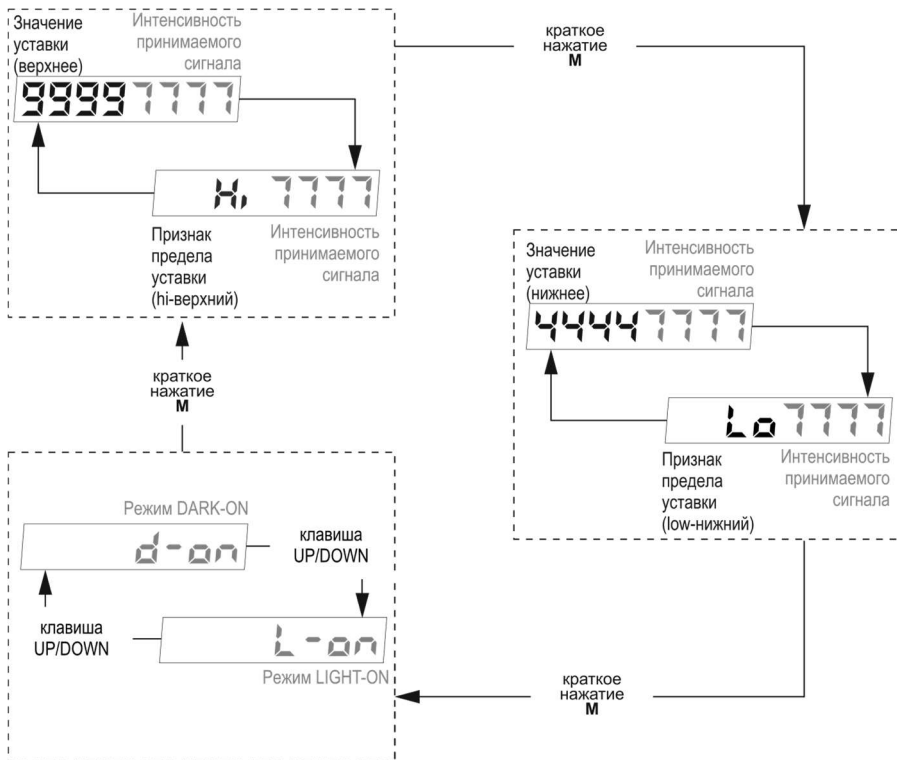 Значение
уставки
(верхнее)
Интенсивность
принимаемого
сигнала
9999 7777
Hi 7777
Признак
предела
уставки
(hi-верхний)
Интенсивность
принимаемого
сигнала
краткое
нажатие
M
Значение
уставки
(нижнее)
Интенсивность
принимаемого
сигнала
4444 7777
Lo 7777
Признак
предела
уставки
(low-нижний)
Интенсивность
принимаемого
сигнала
краткое
нажатие
M
Режим DARK-ON
d-on
клавиша
UP/DOWN
клавиша
UP/DOWN
L-on
Режим LIGHT-ON
краткое
нажатие
M